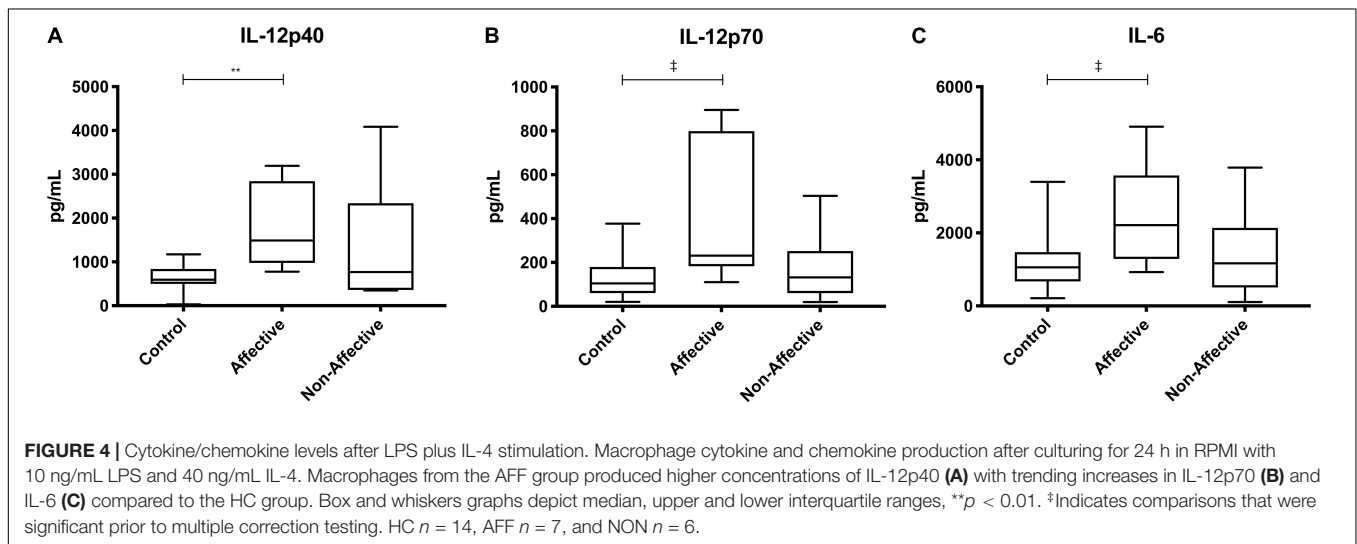 A
IL-12p40
**
5000
4000
3000
2000
1000
0
pg/mL
Control
Affective
Non-Affective
B
IL-12p70
‡
1000
800
600
400
200
0
pg/mL
Control
Affective
Non-Affective
C
IL-6
‡
6000
4000
2000
0
pg/mL
Control
Affective
Non-Affective
FIGURE 4 | Cytokine/chemokine levels after LPS plus IL-4 stimulation. Macrophage cytokine and chemokine production after culturing for 24 h in RPMI with
10 ng/mL LPS and 40 ng/mL IL-4. Macrophages from the AFF group produced higher concentrations of IL-12p40 (A) with trending increases in IL-12p70 (B) and
IL-6 (C) compared to the HC group. Box and whiskers graphs depict median, upper and lower interquartile ranges, **p < 0.01. ‡Indicates comparisons that were
significant prior to multiple correction testing. HC n = 14, AFF n = 7, and NON n = 6.